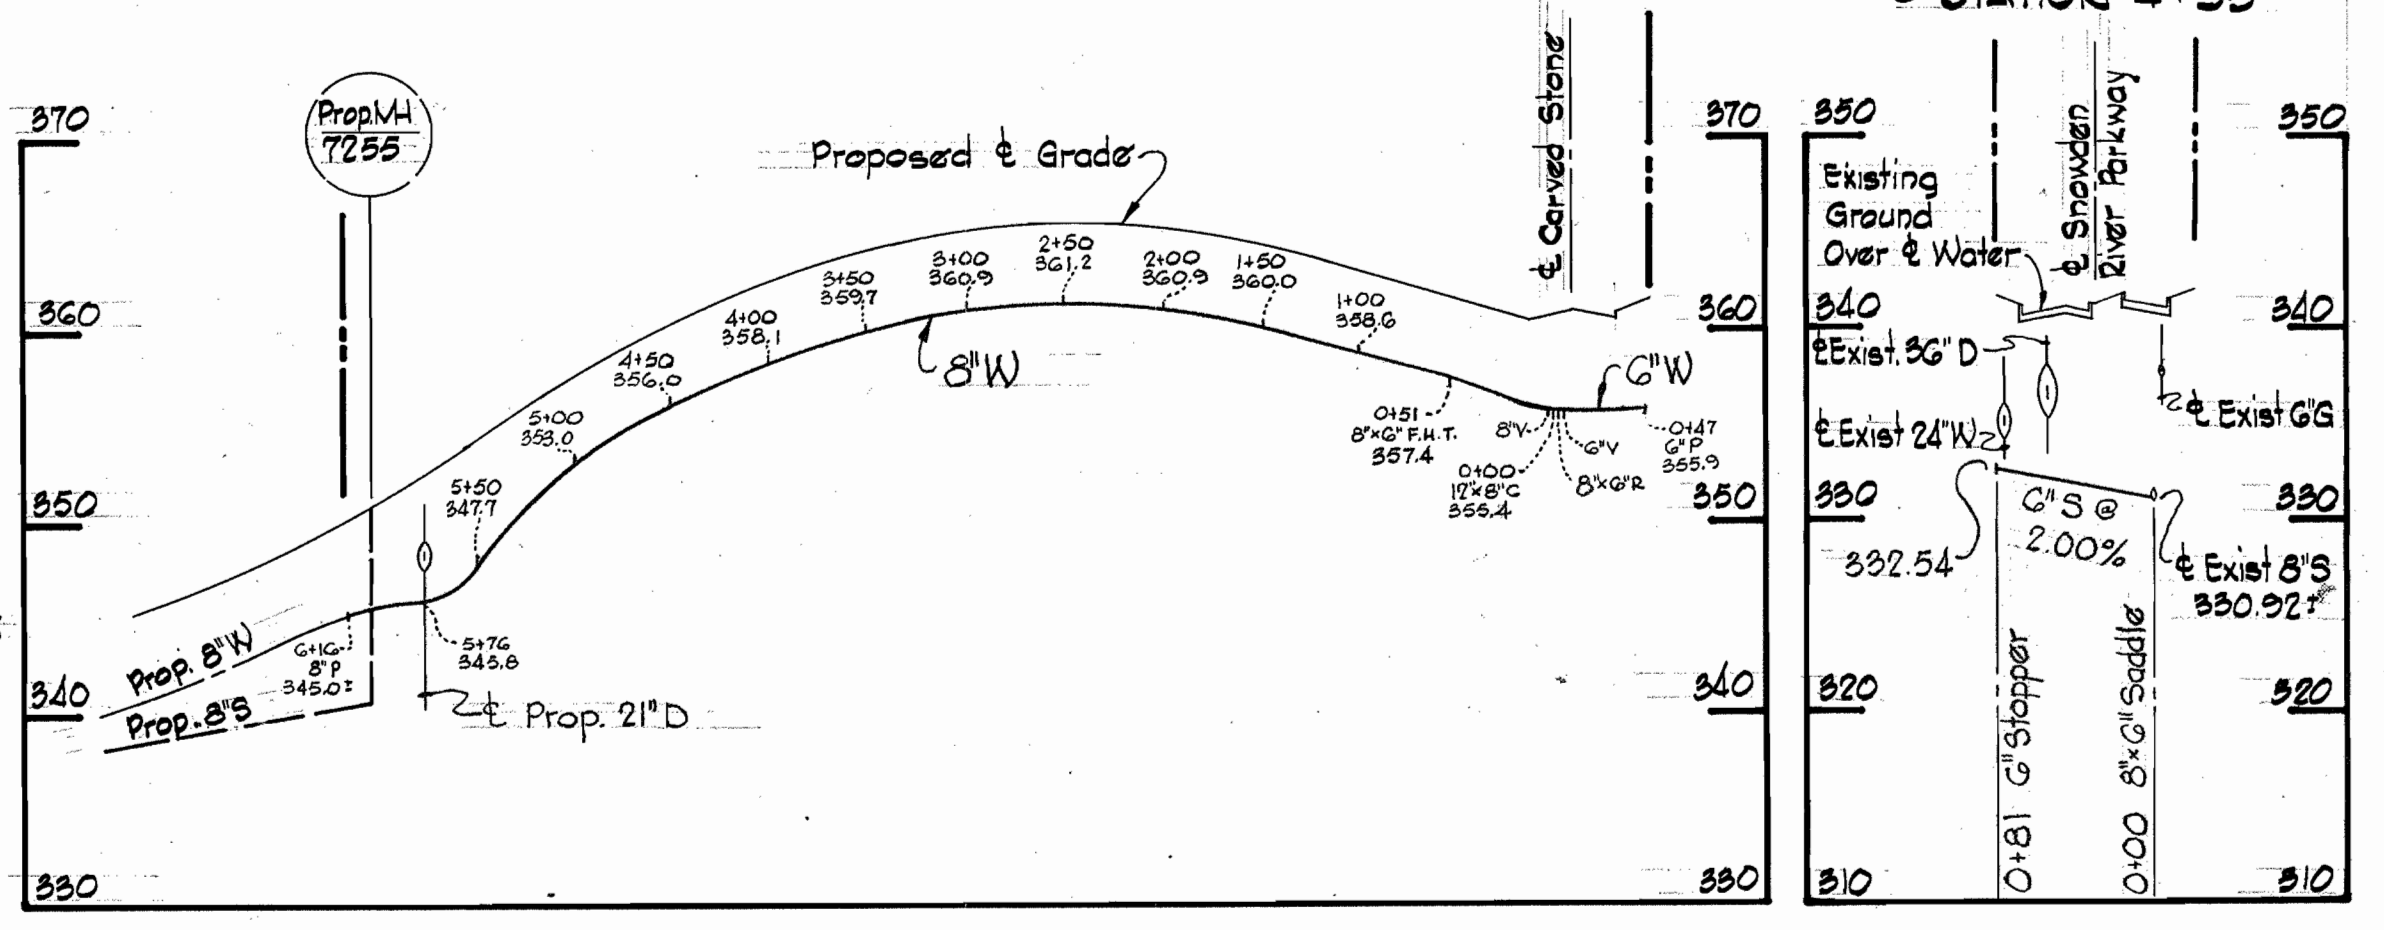 370
360
350
340
330
Prop.MH
7255
Proposed ℄ Grade
℄ Carved Stone
5+50
347.7
5+00
353.0
4+50
356.0
4+00
358.1
3+50
359.7
3+00
360.9
2+50
361.2
2+00
360.9
1+50
360.0
1+00
358.6
8"W
6"W
0+51
8"×6" F.H.T.
357.4
8"V
0+00
12"×8"C
355.4
6"V
8"×6"R
0+47
6"P
355.9
Prop. 8"W
Prop. 8"S
6+16
8"P
345.0±
5+76
345.8
℄ Prop. 21"D
370
360
350
340
330
350
340
330
320
310
Existing
Ground
Over ℄ Water
℄ Snowden
River Parkway
℄Exist. 36"D
℄Exist 24"W
℄ Exist 6"G
6"S @
2.00%
332.54
℄ Exist 8"S
330.92±
0+81 6"Stopper
0+00 8"×6"Saddle
350
340
330
320
310